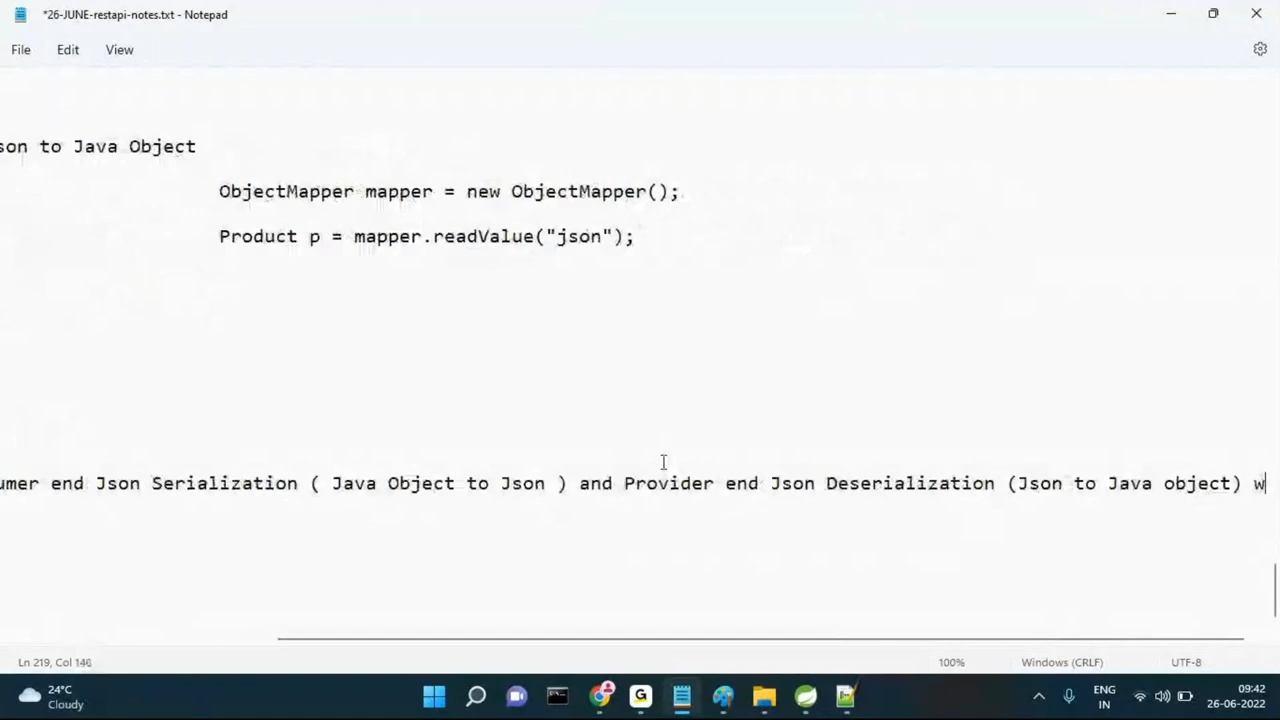 *26-JUNE-restapi-notes.txt - Notepad
File Edit View
son to Java Object
ObjectMapper mapper = new ObjectMapper();
Product p = mapper.readValue("json");
umer end Json Serialization ( Java Object to Json ) and Provider end Json Deserialization (Json to Java object) w
Ln 219, Col 146 100% Windows (CRLF) UTF-8
24°C
Cloudy
ENG
IN
09:42
26-06-2022